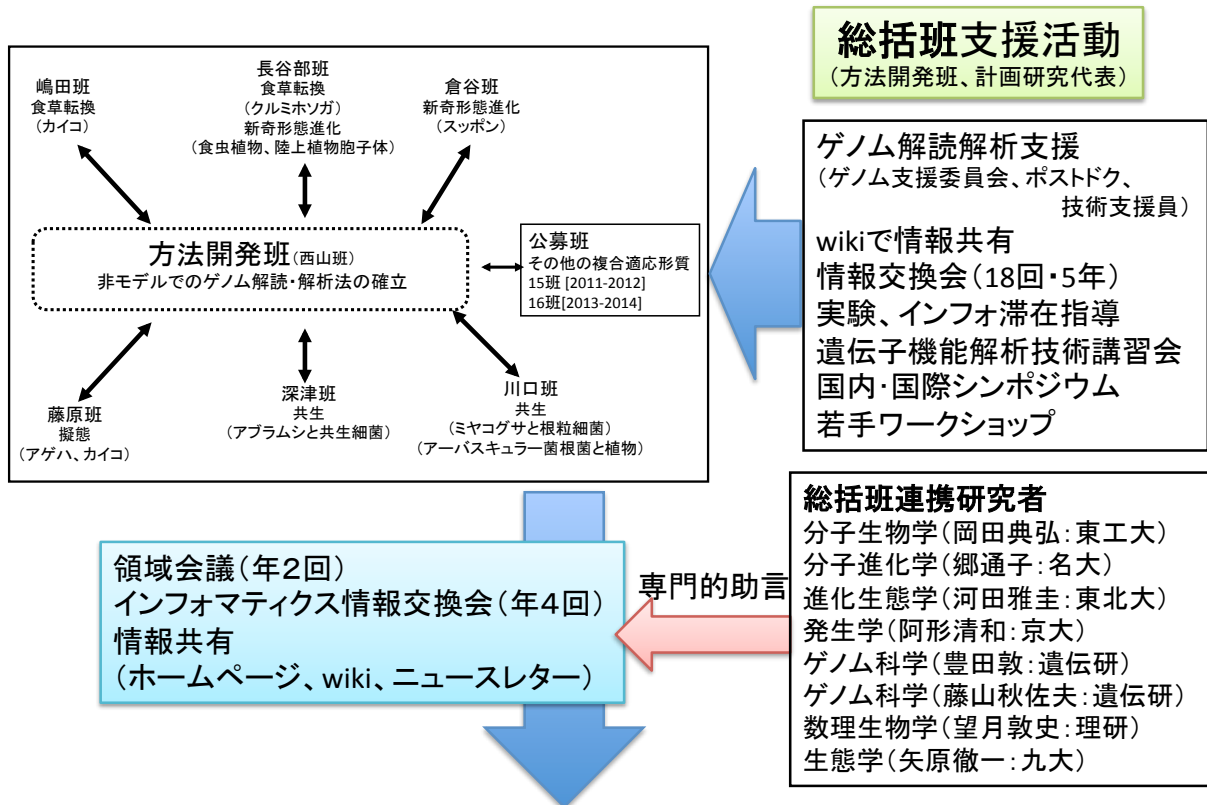 総括班支援活動
(方法開発班、計画研究代表)
嶋田班
食草転換
(カイコ)
長谷部班
食草転換
(クルミホソガ)
新奇形態進化
(食虫植物、陸上植物胞子体)
倉谷班
新奇形態進化
(スッポン)
方法開発班(西山班)
非モデルでのゲノム解読・解析法の確立
公募班
その他の複合適応形質
15班 [2011-2012]
16班[2013-2014]
藤原班
擬態
(アゲハ、カイコ)
深津班
共生
(アブラムシと共生細菌)
川口班
共生
(ミヤコグサと根粒細菌)
(アーバスキュラー菌根菌と植物)
ゲノム解読解析支援
(ゲノム支援委員会、ポストドク、
技術支援員)
wikiで情報共有
情報交換会(18回・5年)
実験、インフォ滞在指導
遺伝子機能解析技術講習会
国内・国際シンポジウム
若手ワークショップ
領域会議(年2回)
インフォマティクス情報交換会(年4回)
情報共有
(ホームページ、wiki、ニュースレター)
専門的助言
総括班連携研究者
分子生物学(岡田典弘:東工大)
分子進化学(郷通子:名大)
進化生態学(河田雅圭:東北大)
発生学(阿形清和:京大)
ゲノム科学(豊田敦:遺伝研)
ゲノム科学(藤山秋佐夫:遺伝研)
数理生物学(望月敦史:理研)
生態学(矢原徹一:九大)